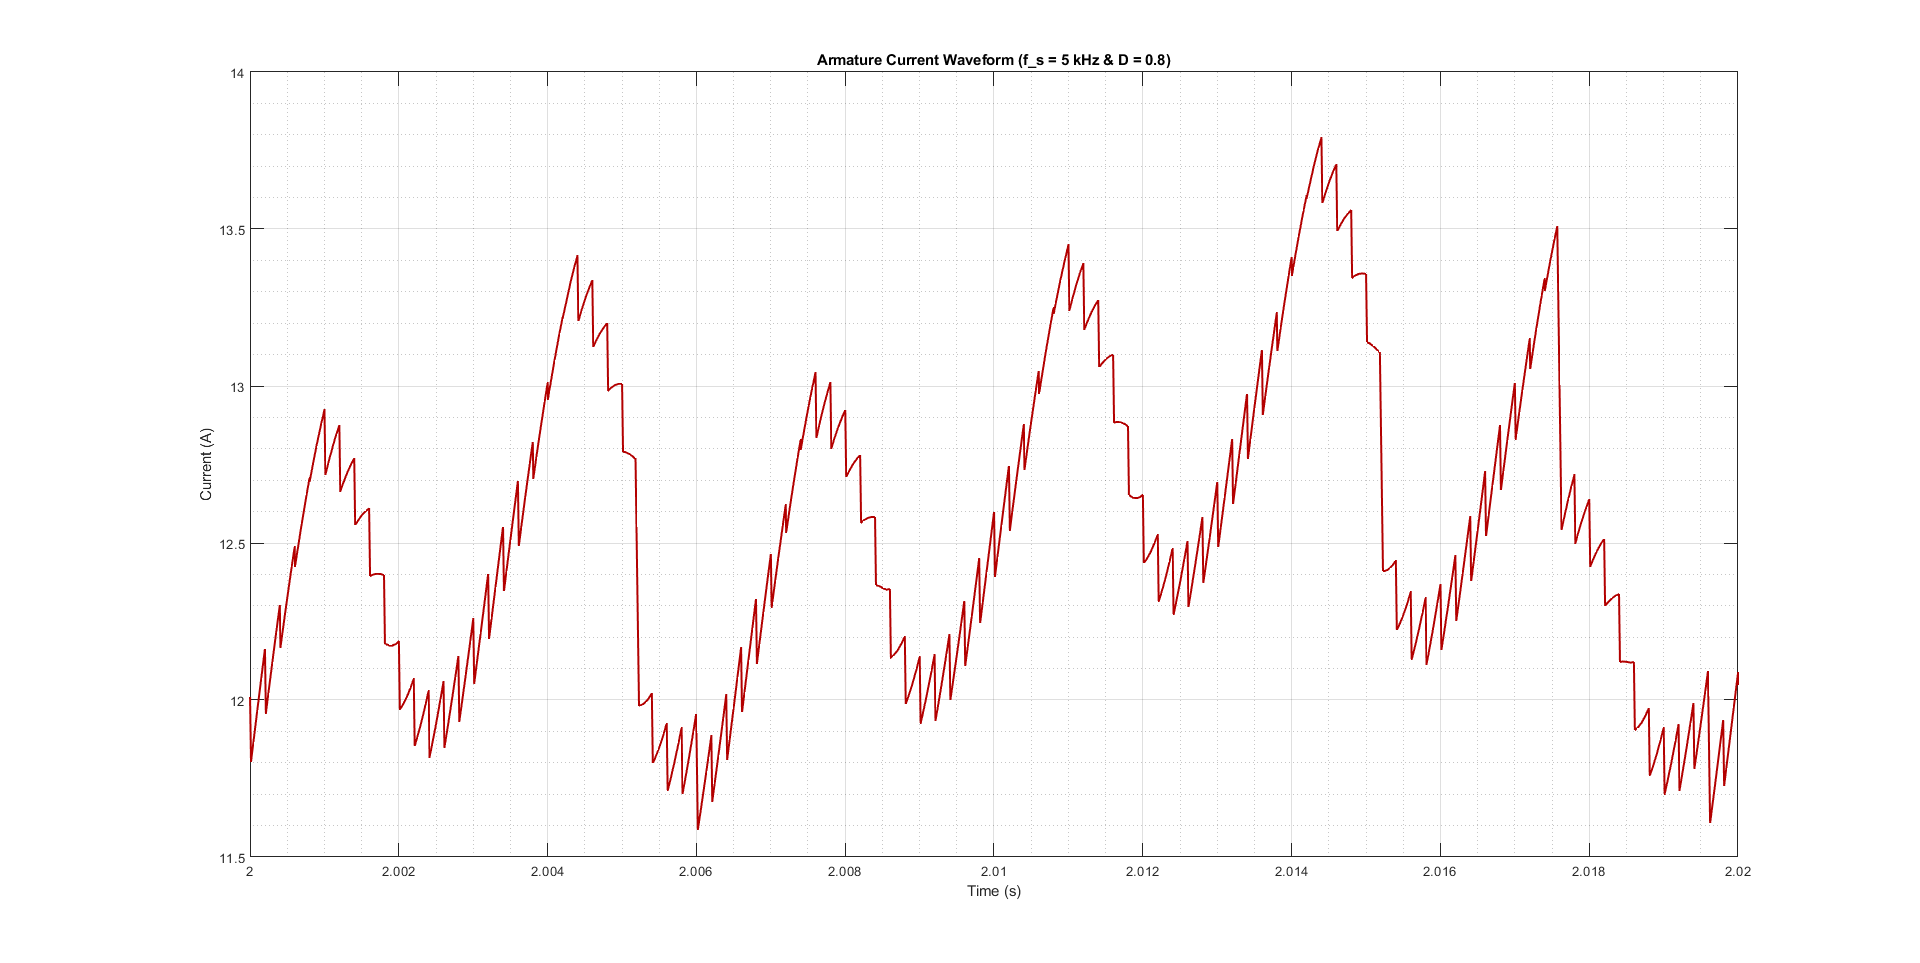 Armature Current Waveform (f_s = 5 kHz & D = 0.8)
14
13.5
13
12.5
12
11.5
Current (A)
2 2.002 2.004 2.006 2.008 2.01 2.012 2.014 2.016 2.018 2.02
Time (s)